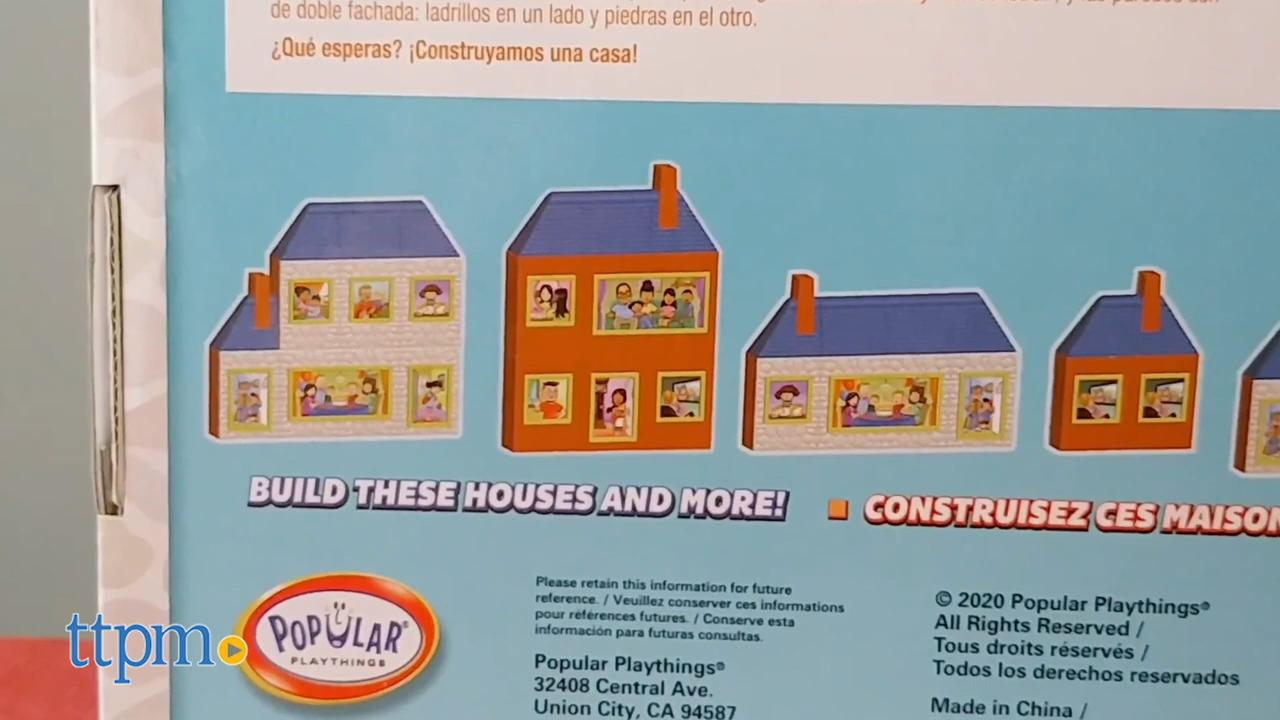 de doble fachada: ladrillos en un lado y piedras en el otro.
¿Qué esperas? ¡Construyamos una casa!
BUILD THESE HOUSES AND MORE!
CONSTRUISEZ CES MAISON
POPULAR®
PLAYTHINGS
Please retain this information for future
reference. / Veuillez conserver ces informations
pour références futures. / Conserve esta
información para futuras consultas.
Popular Playthings®
32408 Central Ave.
Union City, CA 94587
© 2020 Popular Playthings®
All Rights Reserved /
Tous droits réservés /
Todos los derechos reservados
Made in China /
ttpm